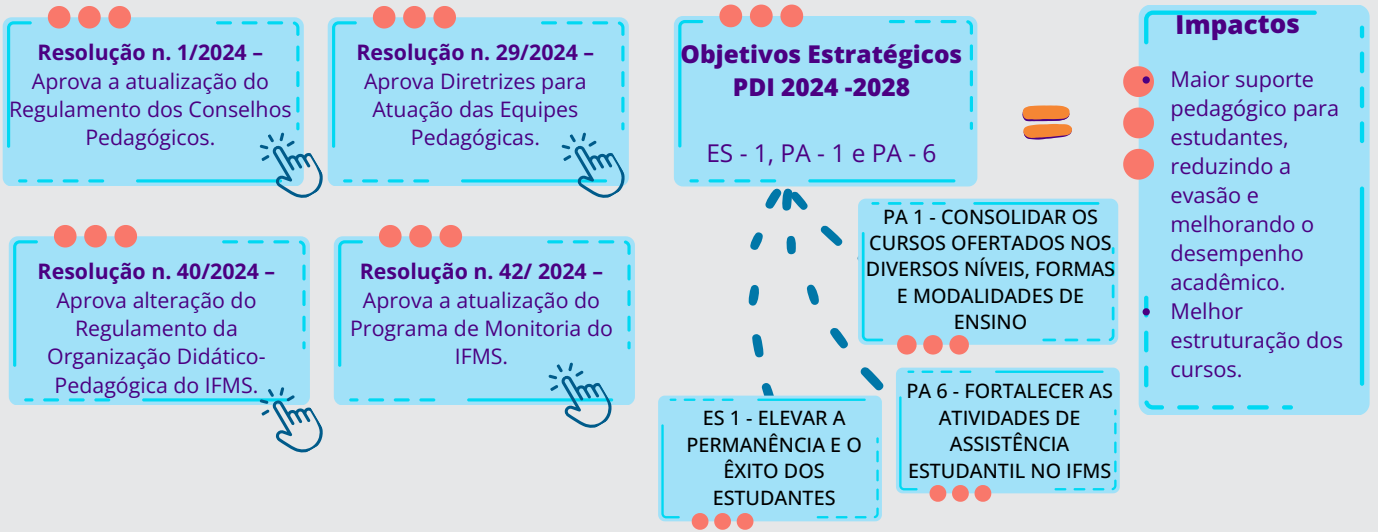 Resolução n. 1/2024 –
Aprova a atualização do
Regulamento dos Conselhos
Pedagógicos.
Resolução n. 29/2024 –
Aprova Diretrizes para
Atuação das Equipes
Pedagógicas.
Resolução n. 40/2024 –
Aprova alteração do
Regulamento da
Organização Didático-
Pedagógica do IFMS.
Resolução n. 42/ 2024 –
Aprova a atualização do
Programa de Monitoria do
IFMS.
Objetivos Estratégicos
PDI 2024 -2028
ES - 1, PA - 1 e PA - 6
PA 1 - CONSOLIDAR OS
CURSOS OFERTADOS NOS
DIVERSOS NÍVEIS, FORMAS
E MODALIDADES DE
ENSINO
ES 1 - ELEVAR A
PERMANÊNCIA E O
ÊXITO DOS
ESTUDANTES
PA 6 - FORTALECER AS
ATIVIDADES DE
ASSISTÊNCIA
ESTUDANTIL NO IFMS
=
Impactos
• Maior suporte
pedagógico para
estudantes,
reduzindo a
evasão e
melhorando o
desempenho
acadêmico.
• Melhor
estruturação dos
cursos.